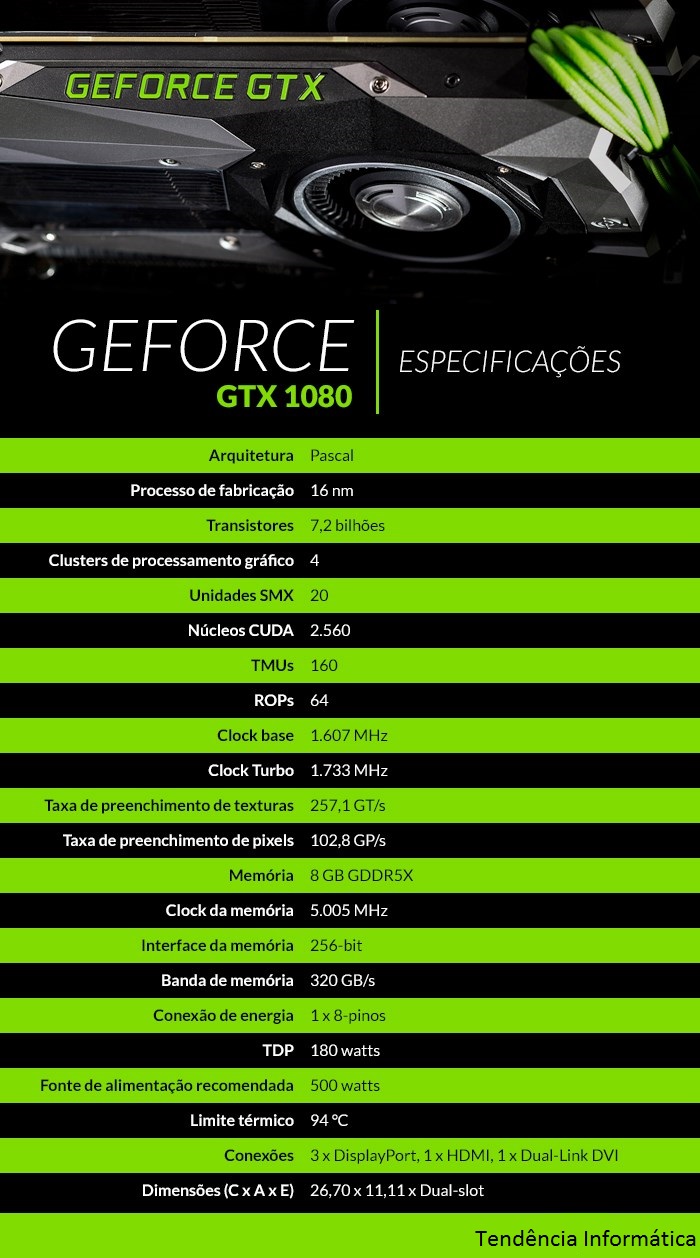 GEFORCE GTX
GEFORCE
GTX 1080
ESPECIFICAÇÕES
Arquitetura Pascal
Processo de fabricação 16 nm
Transistores 7,2 bilhões
Clusters de processamento gráfico 4
Unidades SMX 20
Núcleos CUDA 2.560
TMUs 160
ROPs 64
Clock base 1.607 MHz
Clock Turbo 1.733 MHz
Taxa de preenchimento de texturas 257,1 GT/s
Taxa de preenchimento de pixels 102,8 GP/s
Memória 8 GB GDDR5X
Clock da memória 5.005 MHz
Interface da memória 256-bit
Banda de memória 320 GB/s
Conexão de energia 1 x 8-pinos
TDP 180 watts
Fonte de alimentação recomendada 500 watts
Limite térmico 94 °C
Conexões 3 x DisplayPort, 1 x HDMI, 1 x Dual-Link DVI
Dimensões (C x A x E) 26,70 x 11,11 x Dual-slot
Tendência Informática